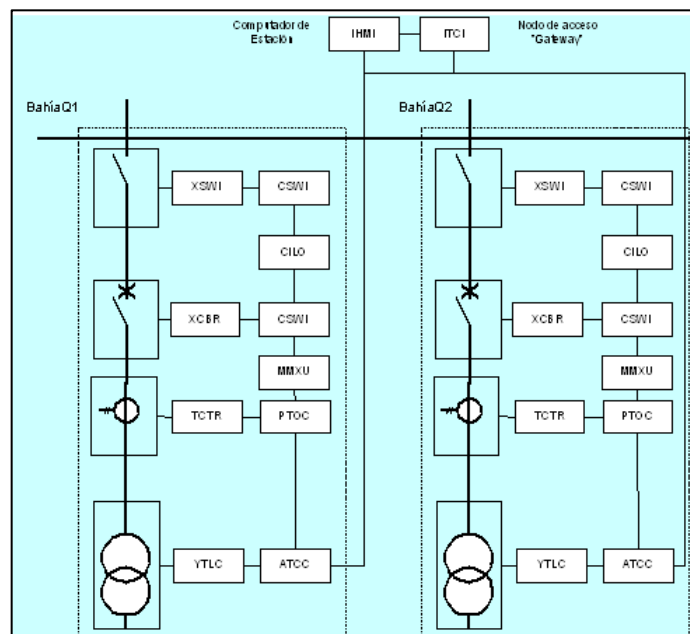 Computador de
Estación
IHMI
ITCI
Nodo de acceso
"Gateway"
BahíaQ1
BahíaQ2
XSWI
CSWI
XSWI
CSWI
CILO
CILO
XCBR
CSWI
XCBR
CSWI
MMXU
MMXU
TCTR
PTOC
TCTR
PTOC
YTLC
ATCC
YTLC
ATCC